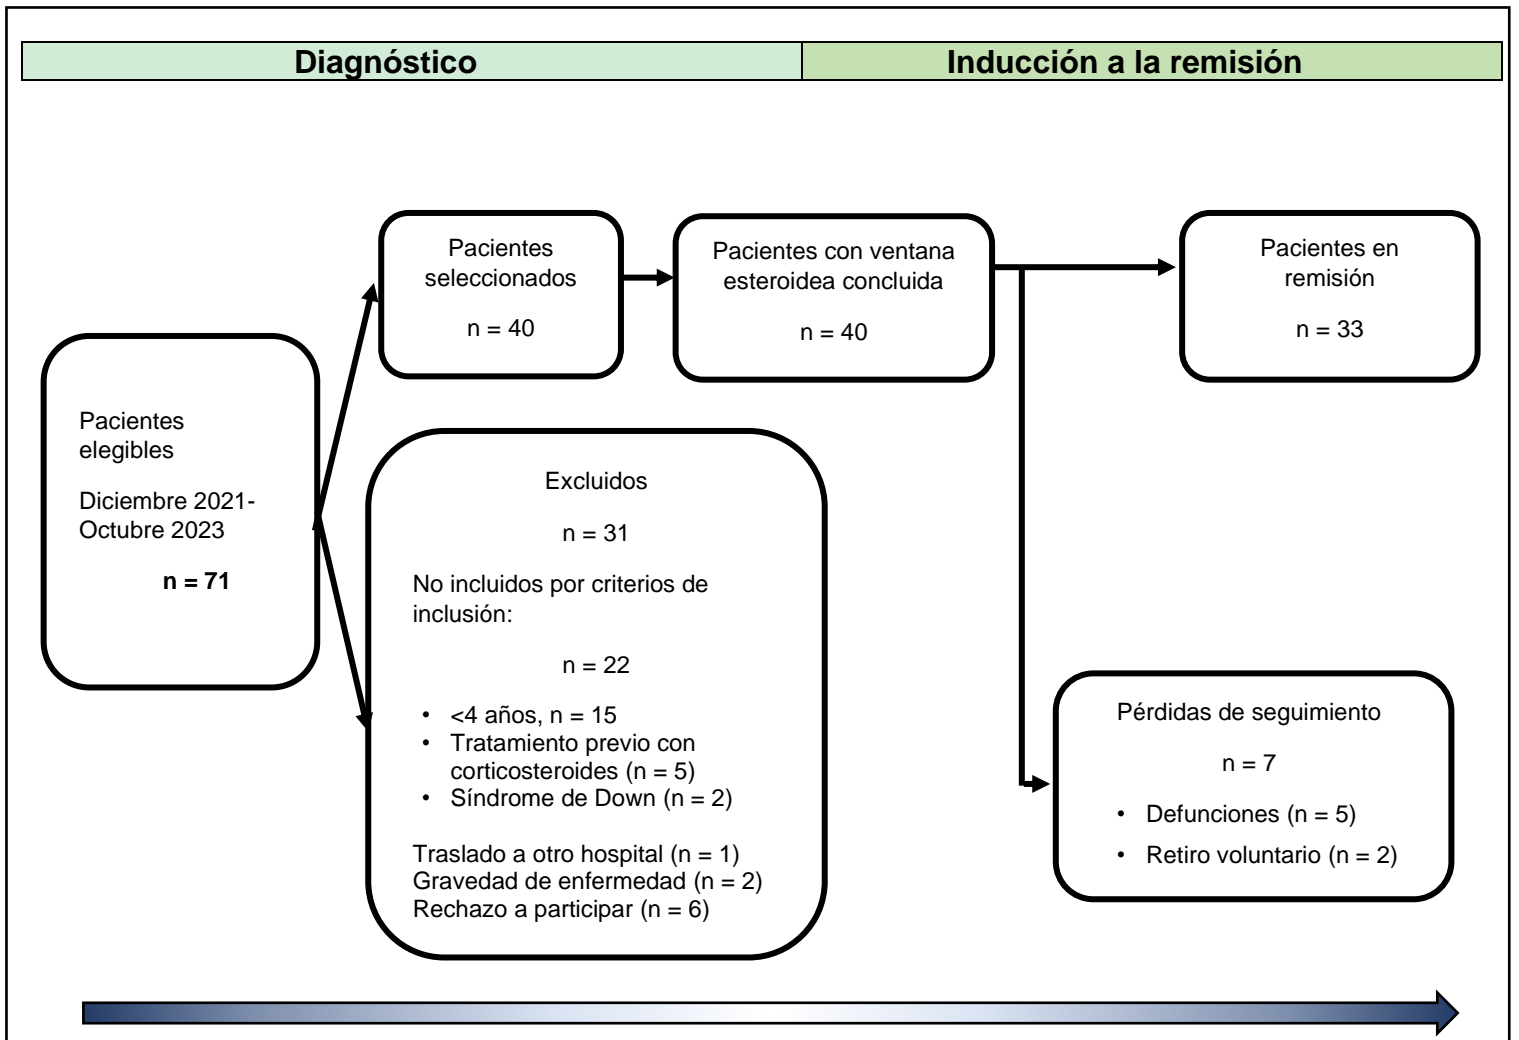 Diagnóstico
Inducción a la remisión
Pacientes
elegibles
Diciembre 2021-
Octubre 2023
n = 71
Pacientes
seleccionados
n = 40
Pacientes con ventana
esteroidea concluida
n = 40
Pacientes en
remisión
n = 33
Excluidos
n = 31
No incluidos por criterios de
inclusión:
n = 22
• <4 años, n = 15
• Tratamiento previo con
corticosteroides (n = 5)
• Síndrome de Down (n = 2)
Traslado a otro hospital (n = 1)
Gravedad de enfermedad (n = 2)
Rechazo a participar (n = 6)
Pérdidas de seguimiento
n = 7
• Defunciones (n = 5)
• Retiro voluntario (n = 2)